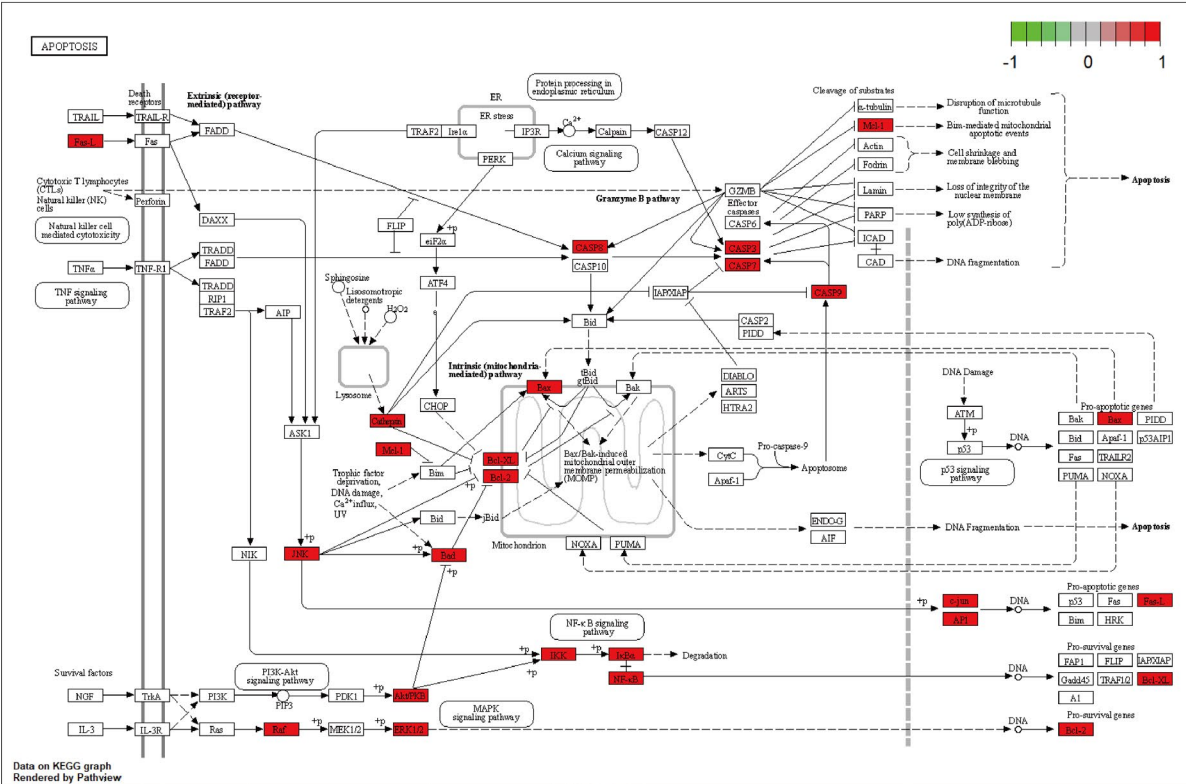 APOPTOSIS
-1
0
1
Protein processing in
endoplasmic reticulum
ER
ER stress
Cleavage of substrates
Death
receptors
Extrinsic (receptor-
mediated) pathway
TRAIL
TRAIL-R
FADD
Fas-L
Fas
TRAF2
Ire1α
IP3R
Ca2+
Calpain
CASP12
PERK
Calcium signaling
pathway
α-tubulin
Disruption of microtubule
function
Mcl-1
Bim-mediated mitochondrial
apoptotic events
Actin
Fodrin
Cell shrinkage and
membrane blebbing
Lamin
Loss of integrity of the
nuclear membrane
PARP
Low synthesis of
poly(ADP-ribose)
ICAD
CAD
DNA fragmentation
Apoptosis
Cytotoxic T lymphocytes
(CTLs)
Natural killer (NK)
cells
Perforin
GZMB
Granzyme B pathway
Effector
caspases
CASP6
CASP3
CASP7
Natural killer cell
mediated cytotoxicity
DAXX
FLIP
+p
eiF2α
CASP8
CASP10
TNFα
TNF-R1
TRADD
FADD
TRADD
RIP1
TRAF2
TNF signaling
pathway
AIP
ATF4
Sphingosine
Lisosomotropic
detergents
H2O2
IAP/XIAP
CASP9
Bid
CASP2
PIDD
Lysosome
Intrinsic (mitochondria-
mediated) pathway
tBid
gtBid
Bax
Bak
DIABLO
ARTS
HTRA2
CHOP
Cathepsin
ASK1
Mcl-1
Bim
Bcl-XL
Bcl-2
Bax/Bak-induced
mitochondrial outer
membrane permeabilization
(MOMP)
CytC
Apaf-1
Pro-caspase-9
Apoptosome
DNA Damage
ATM
+p
p53
DNA
p53 signaling
pathway
Pro-apoptotic genes
Bak
Bax
PIDD
Bid
Apaf-1
p53AIP1
Fas
TRAILR2
PUMA
NOXA
Trophic factor
deprivation,
DNA damage,
Ca2+influx,
UV
Bid
jBid
Mitochondrion
NOXA
PUMA
ENDO-G
AIF
DNA Fragmentation
Apoptosis
NIK
+p
JNK
+p
Bad
+p
+p
c-jun
AP1
DNA
Pro-apoptotic genes
p53
Fas
Fas-L
Bim
HRK
NF-κ B signaling
pathway
+p
+p
IKK
+p
IκBα
+p
Degradation
NF-κB
DNA
Pro-survival genes
FAP1
FLIP
IAP/XIAP
Gadd45
TRAF1/2
Bcl-XL
A1
Survival factors
PI3K-Akt
signaling pathway
NGF
TrkA
PI3K
PIP3
PDK1
+p
Akt/PKB
MAPK
signaling pathway
IL-3
IL-3R
Ras
Raf
+p
MEK1/2
+p
ERK1/2
DNA
Pro-survival genes
Bcl-2
Data on KEGG graph
Rendered by Pathview